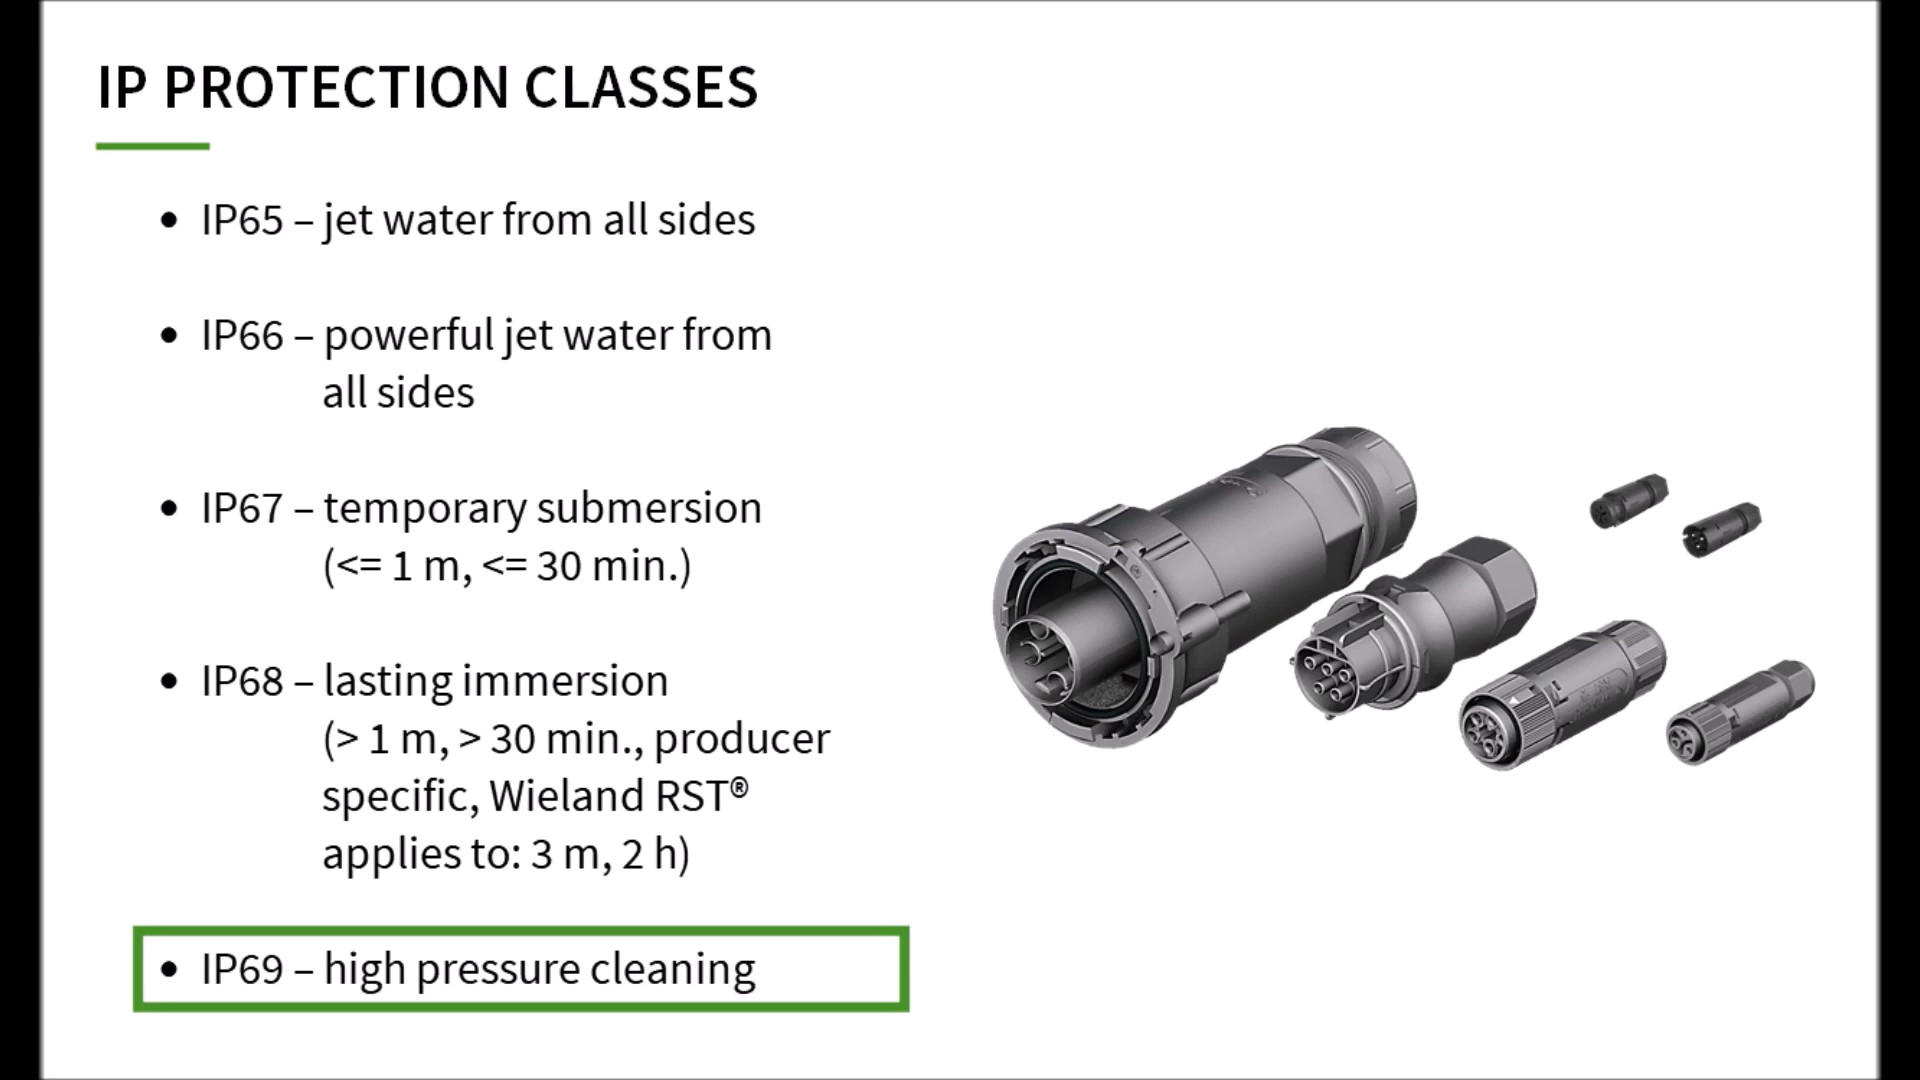 IP PROTECTION CLASSES
• IP65 – jet water from all sides
• IP66 – powerful jet water from
all sides
• IP67 – temporary submersion
(<= 1 m, <= 30 min.)
• IP68 – lasting immersion
(> 1 m, > 30 min., producer
specific, Wieland RST®
applies to: 3 m, 2 h)
• IP69 – high pressure cleaning